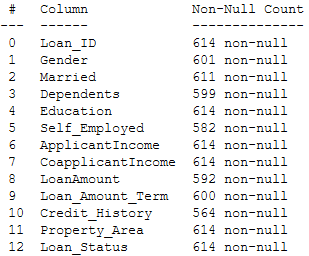 #   Column             Non-Null Count
---  ------             --------------
0   Loan_ID            614 non-null
1   Gender             601 non-null
2   Married            611 non-null
3   Dependents         599 non-null
4   Education          614 non-null
5   Self_Employed      582 non-null
6   ApplicantIncome    614 non-null
7   CoapplicantIncome  614 non-null
8   LoanAmount         592 non-null
9   Loan_Amount_Term   600 non-null
10  Credit_History     564 non-null
11  Property_Area      614 non-null
12  Loan_Status        614 non-null